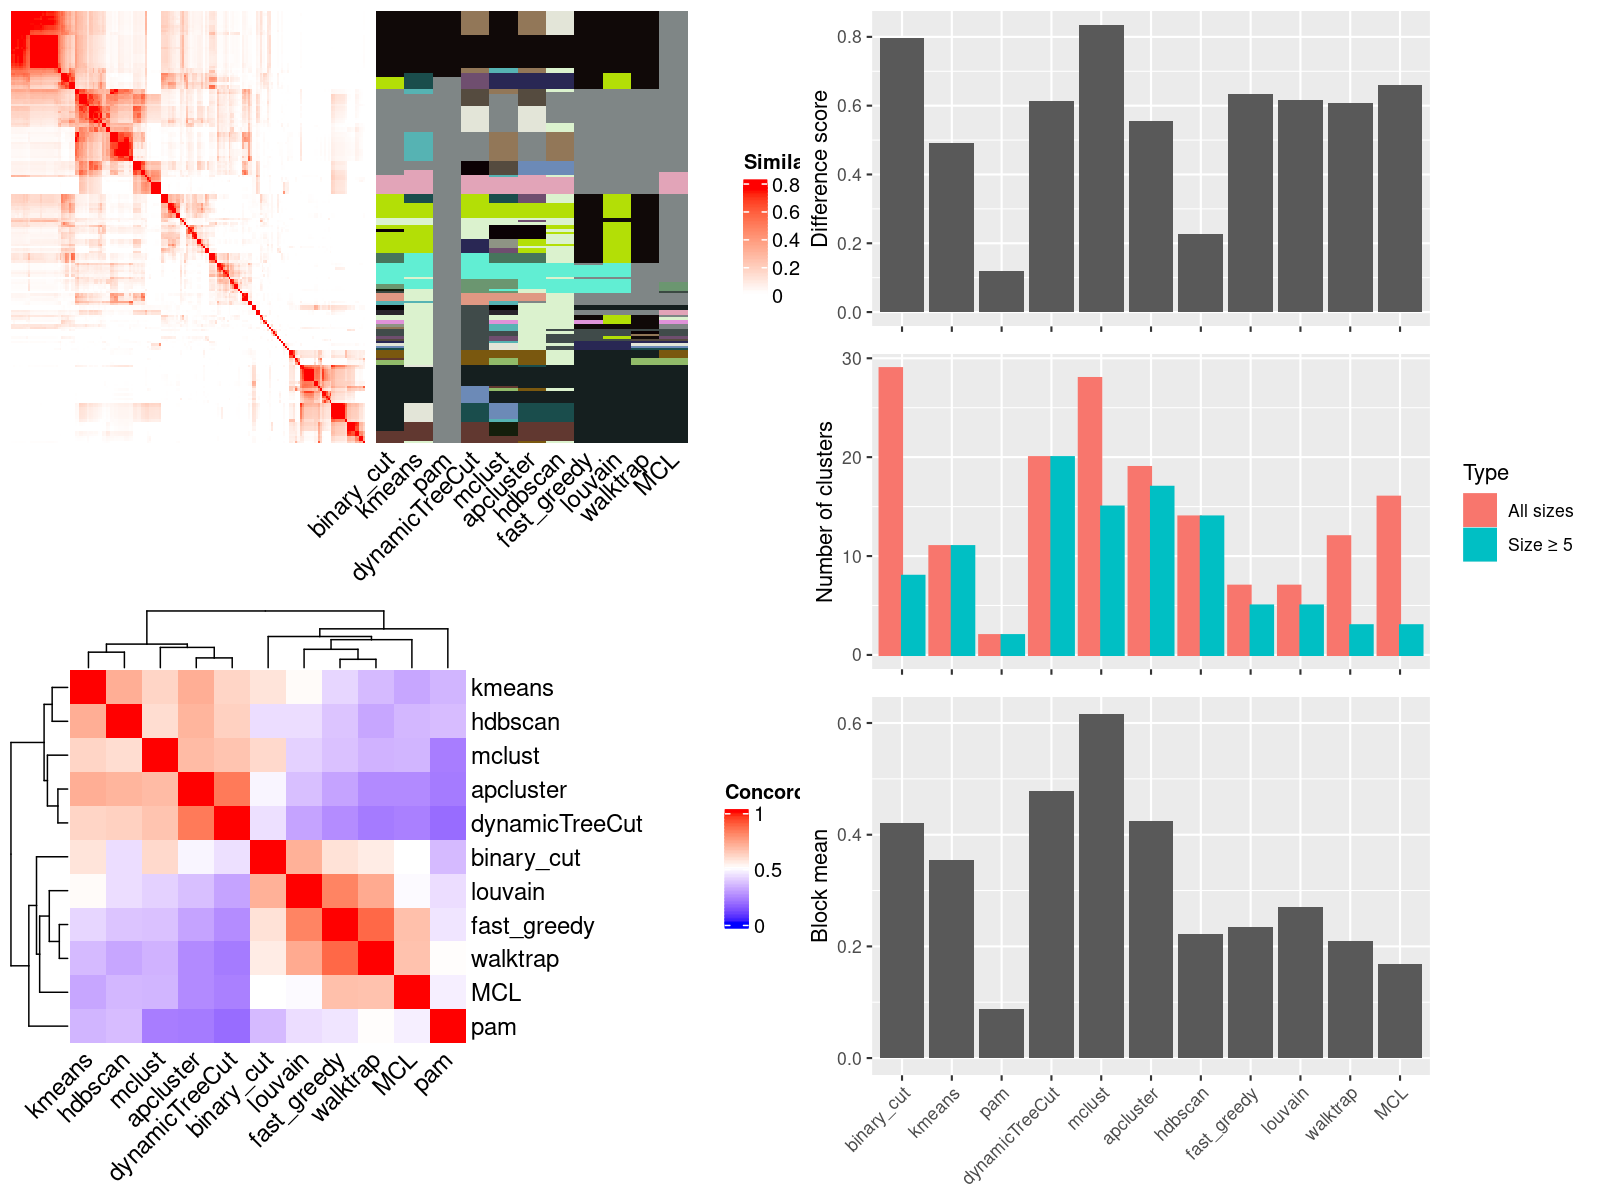 Simila
0.8
0.6
0.4
0.2
0
binary_cut
kmeans
pam
dynamicTreeCut
mclust
apcluster
hdbscan
fast_greedy
louvain
walktrap
MCL
Difference score
0.8
0.6
0.4
0.2
0.0
Number of clusters
30
20
10
0
Type
All sizes
Size ≥ 5
kmeans
hdbscan
mclust
apcluster
dynamicTreeCut
binary_cut
louvain
fast_greedy
walktrap
MCL
pam
kmeans
hdbscan
mclust
apcluster
dynamicTreeCut
binary_cut
louvain
fast_greedy
walktrap
MCL
pam
Concord
1
0.5
0
Block mean
0.6
0.4
0.2
0.0
binary_cut
kmeans
pam
dynamicTreeCut
mclust
apcluster
hdbscan
fast_greedy
louvain
walktrap
MCL